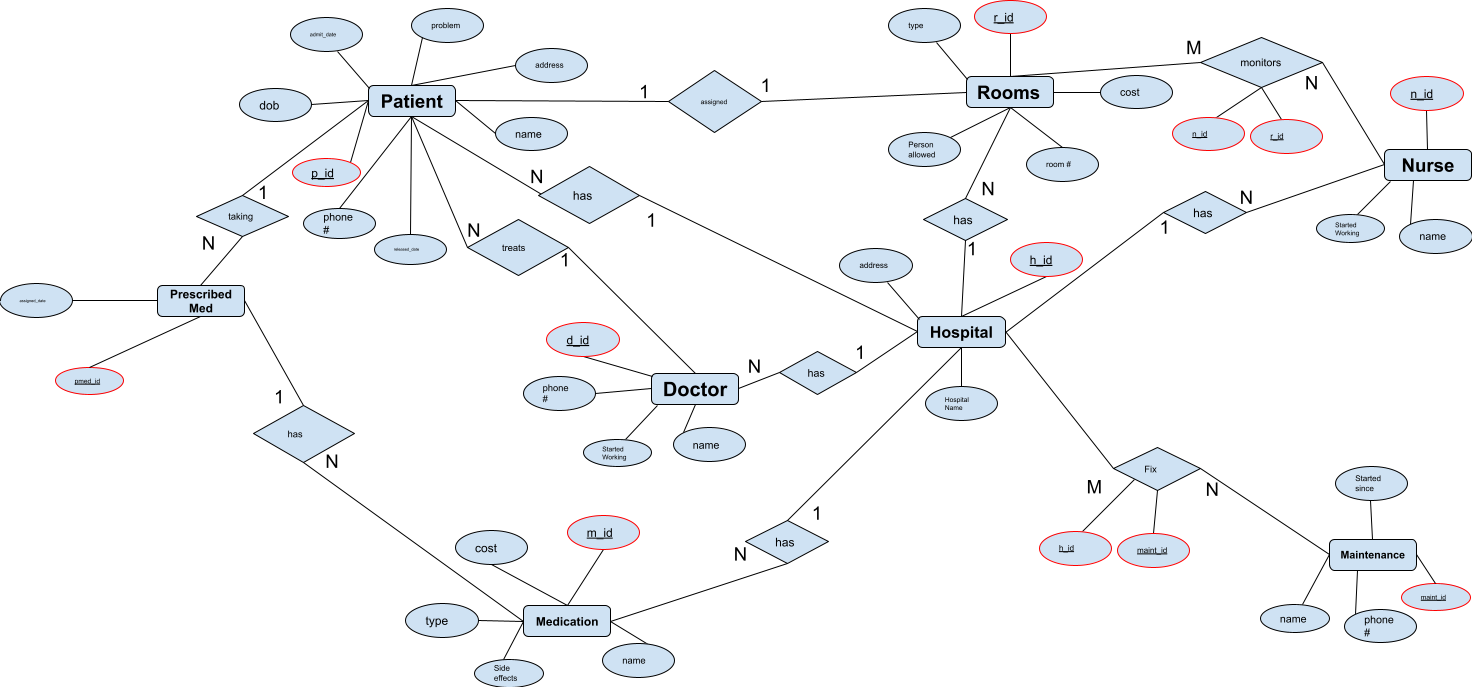 problem
r_id
type
admit_date
address
M
monitors
N
Patient
1
assigned
1
Rooms
cost
n_id
dob
name
n_id
r_id
Person
allowed
room #
Nurse
p_id
N
has
1
N
has
1
N
has
1
Started
Working
name
taking
1
N
phone
#
N
treats
1
h_id
address
Prescribed
Med
assigned_date
Hospital
d_id
N
has
1
pmed_id
phone
#
Doctor
Hospital
Name
1
has
N
Started
Working
name
Fix
M
N
Started
since
m_id
cost
1
has
N
h_id
maint_id
Maintenance
maint_id
type
Medication
name
phone
#
Side
effects
name